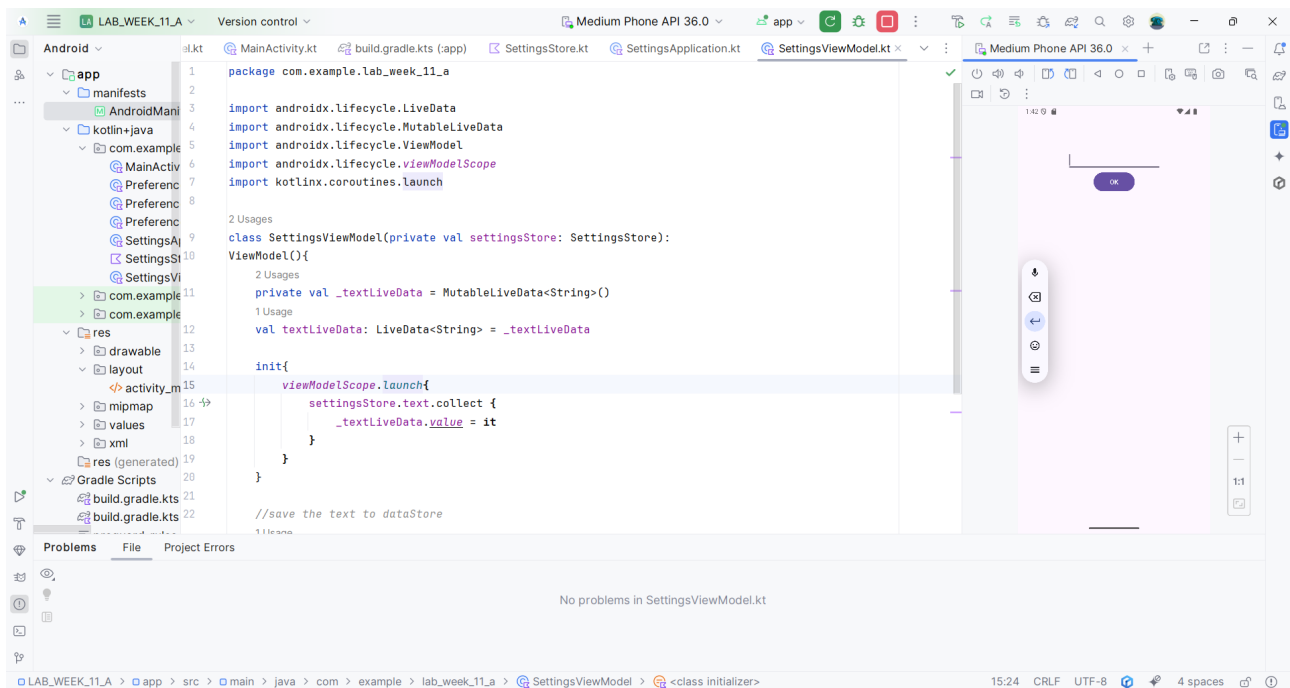 LA LAB_WEEK_11_A Version control Medium Phone API 36.0 app
Android el.kt MainActivity.kt build.gradle.kts (:app) SettingsStore.kt SettingsApplication.kt SettingsViewModel.kt Medium Phone API 36.0
app
manifests
AndroidMani
kotlin+java
com.example
MainActiv
Preferenc
Preferenc
Preferenc
SettingsA
SettingsSt
SettingsVi
com.example
com.example
res
drawable
layout
activity_m
mipmap
values
xml
res (generated)
Gradle Scripts
build.gradle.kts
build.gradle.kts
1 package com.example.lab_week_11_a
2
3 import androidx.lifecycle.LiveData
4 import androidx.lifecycle.MutableLiveData
5 import androidx.lifecycle.ViewModel
6 import androidx.lifecycle.viewModelScope
7 import kotlinx.coroutines.launch
8
2 Usages
9 class SettingsViewModel(private val settingsStore: SettingsStore):
10 ViewModel(){
2 Usages
11 private val _textLiveData = MutableLiveData<String>()
1 Usage
12 val textLiveData: LiveData<String> = _textLiveData
13
14 init{
15 viewModelScope.launch{
16 settingsStore.text.collect {
17 _textLiveData.value = it
18 }
19 }
20 }
21
22 //save the text to dataStore
1 Usage
1:42
OK
1:1
Problems File Project Errors
No problems in SettingsViewModel.kt
LAB_WEEK_11_A > app > src > main > java > com > example > lab_week_11_a > SettingsViewModel > <class initializer> 15:24 CRLF UTF-8 4 spaces